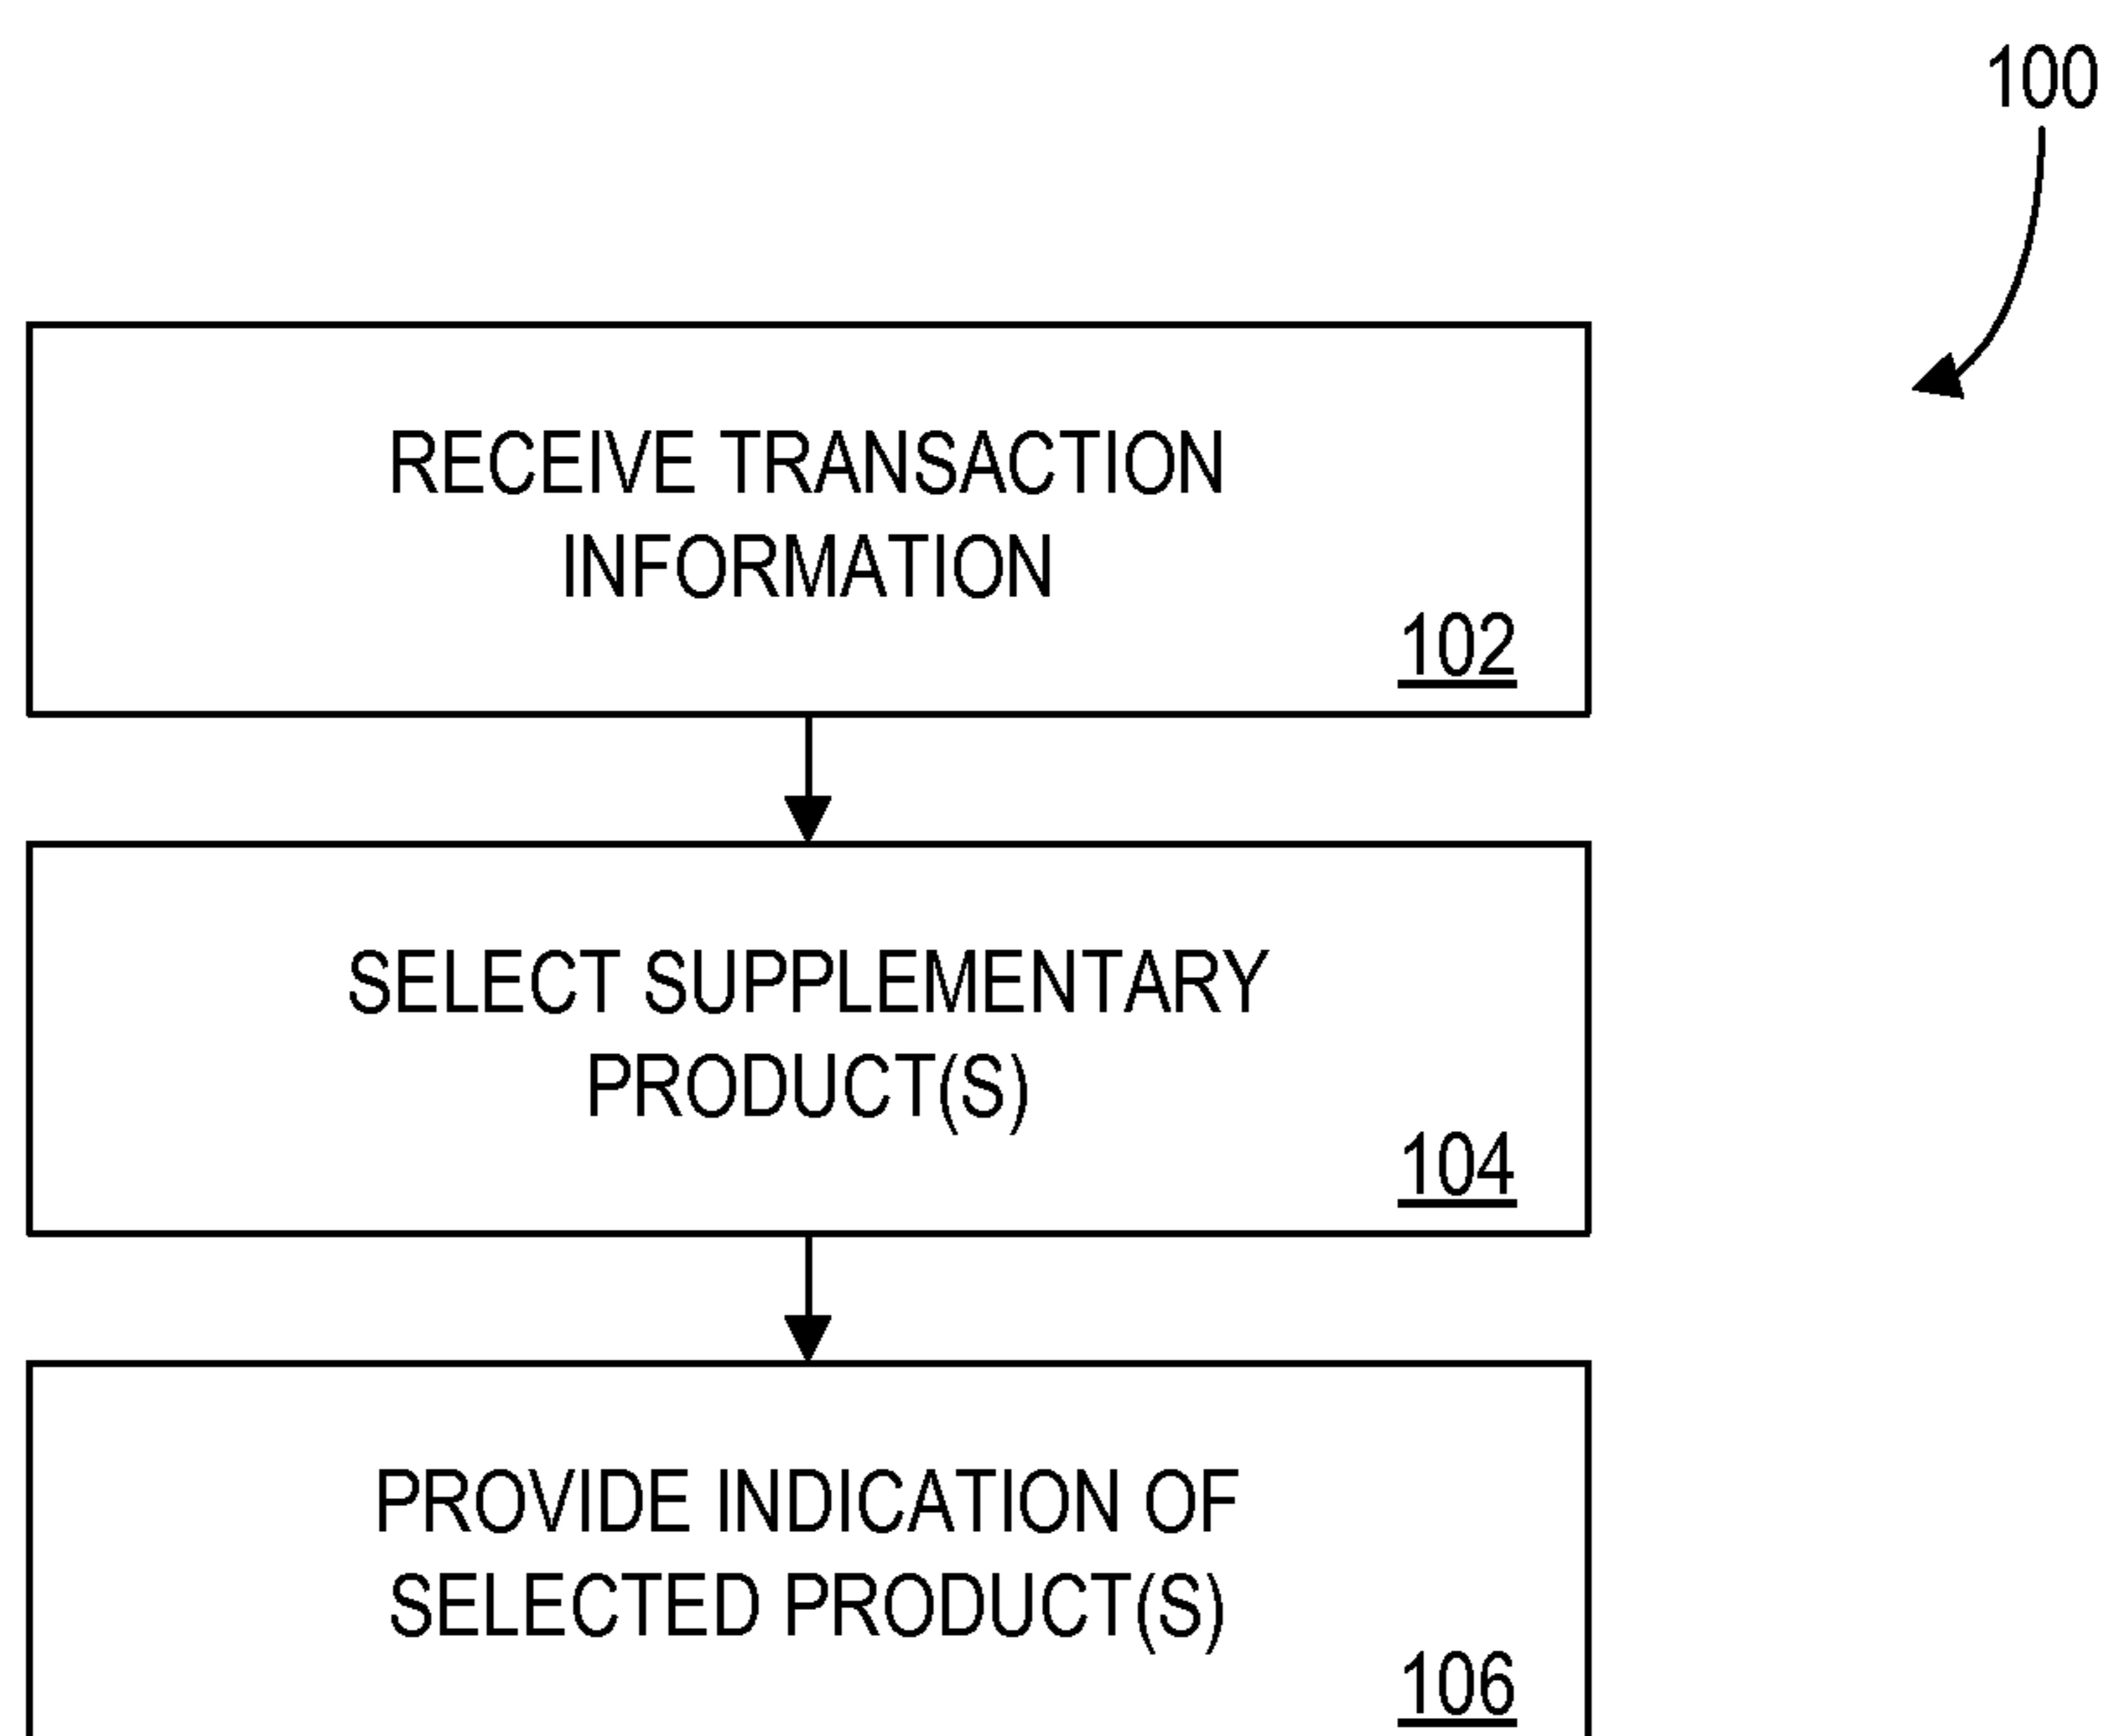 100
RECEIVE TRANSACTION
INFORMATION
102
SELECT SUPPLEMENTARY
PRODUCT(S)
104
PROVIDE INDICATION OF
SELECTED PRODUCT(S)
106